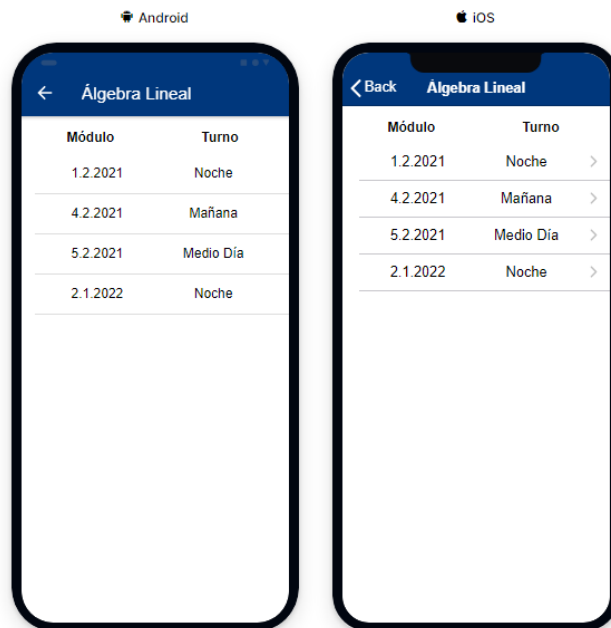 Android
Álgebra Lineal
Módulo Turno
1.2.2021 Noche
4.2.2021 Mañana
5.2.2021 Medio Día
2.1.2022 Noche
iOS
Back Álgebra Lineal
Módulo Turno
1.2.2021 Noche
4.2.2021 Mañana
5.2.2021 Medio Día
2.1.2022 Noche